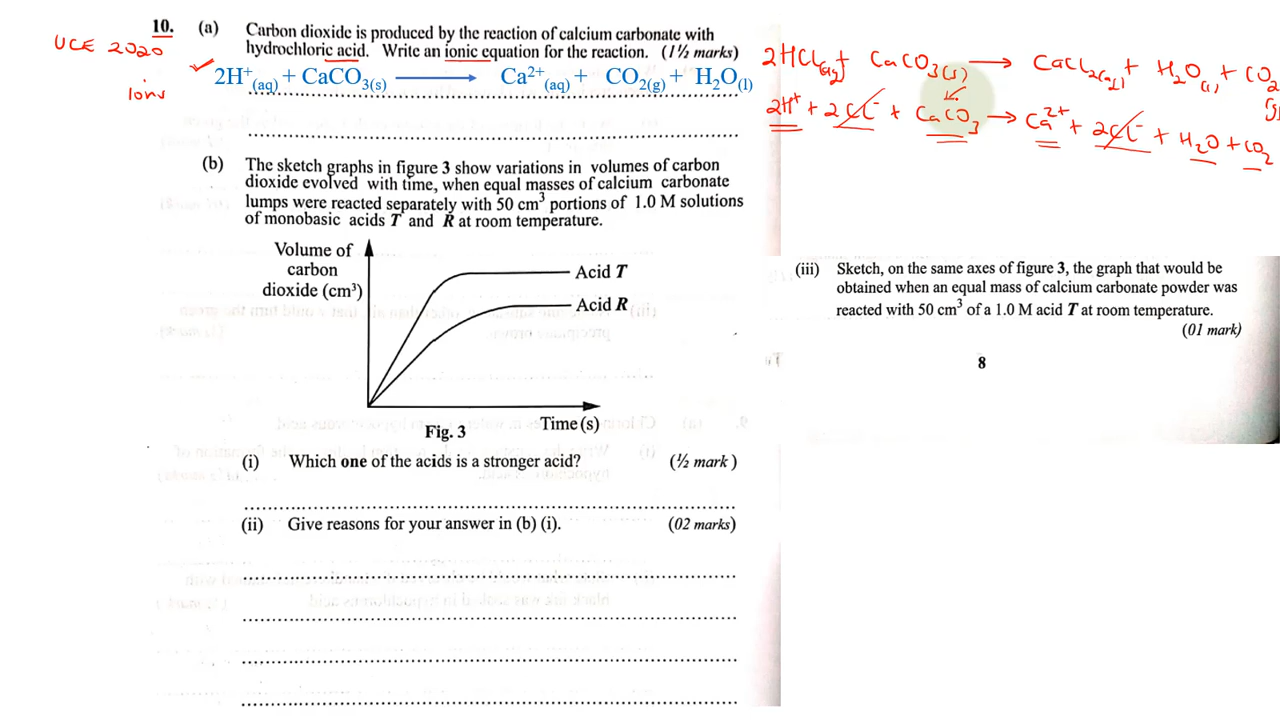 UCE 2020
ions
10. (a) Carbon dioxide is produced by the reaction of calcium carbonate with
hydrochloric acid. Write an ionic equation for the reaction. (1½ marks)
2H⁺(aq) + CaCO₃(s) ⟶ Ca²⁺(aq) + CO₂(g) + H₂O(l)
2HCl(aq) + CaCO₃(s) → CaCl₂(aq) + H₂O(l) + CO₂(g)
2H⁺ + 2Cl⁻ + CaCO₃ → Ca²⁺ + 2Cl⁻ + H₂O + CO₂
(b) The sketch graphs in figure 3 show variations in volumes of carbon
dioxide evolved with time, when equal masses of calcium carbonate
lumps were reacted separately with 50 cm³ portions of 1.0 M solutions
of monobasic acids T and R at room temperature.
Volume of
carbon
dioxide (cm³)
Acid T
Acid R
Time (s)
Fig. 3
(i) Which one of the acids is a stronger acid? (½ mark )
(ii) Give reasons for your answer in (b) (i). (02 marks)
(iii) Sketch, on the same axes of figure 3, the graph that would be
obtained when an equal mass of calcium carbonate powder was
reacted with 50 cm³ of a 1.0 M acid T at room temperature.
(01 mark)
8